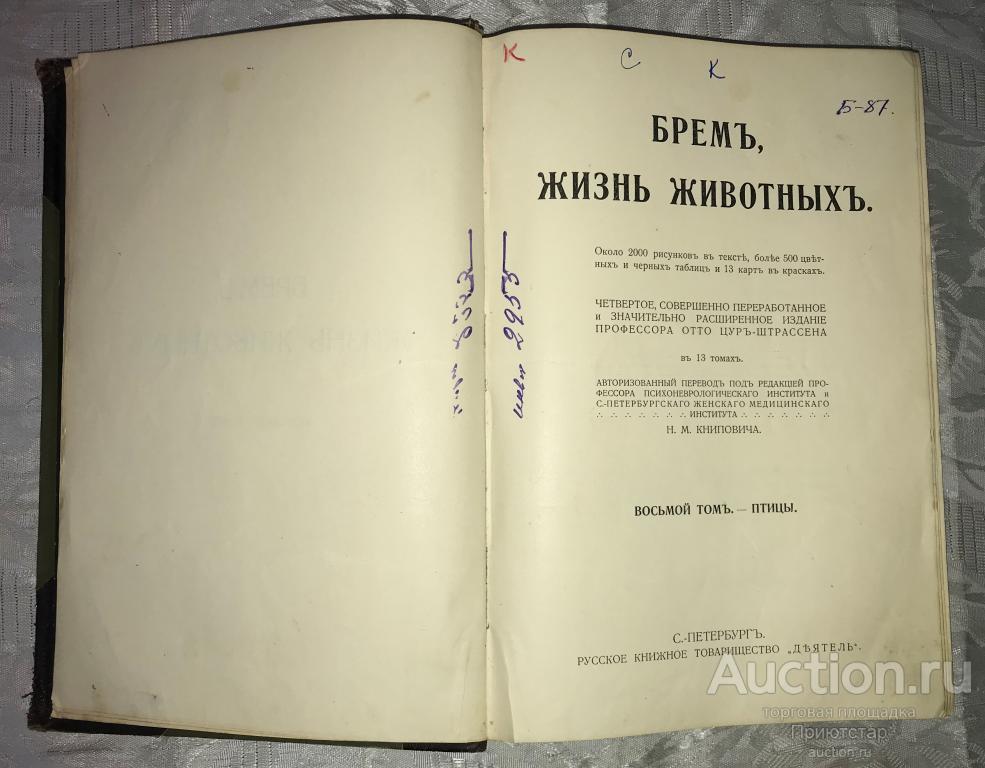 К С К
Б-87.
БРЕМЪ,
ЖИЗНЬ ЖИВОТНЫХЪ.
Около 2000 рисунковъ въ текстѣ, болѣе 500 цвѣт-
ныхъ и черныхъ таблицъ и 13 картъ въ краскахъ.
ЧЕТВЕРТОЕ, СОВЕРШЕННО ПЕРЕРАБОТАННОЕ
и ЗНАЧИТЕЛЬНО РАСШИРЕННОЕ ИЗДАНІЕ
ПРОФЕССОРА ОТТО ЦУРЪ-ШТРАССЕНА
въ 13 томахъ.
АВТОРИЗОВАННЫЙ ПЕРЕВОДЪ ПОДЪ РЕДАКЦІЕЙ ПРО-
ФЕССОРА ПСИХОНЕВРОЛОГИЧЕСКАГО ИНСТИТУТА и
С.-ПЕТЕРБУРГСКАГО ЖЕНСКАГО МЕДИЦИНСКАГО
ИНСТИТУТА
Н. М. КНИПОВИЧА.
ВОСЬМОЙ ТОМЪ. — ПТИЦЫ.
С.-ПЕТЕРБУРГЪ.
РУССКОЕ КНИЖНОЕ ТОВАРИЩЕСТВО „ДѢЯТЕЛЬ“.
инв 2955
Auction.ru
торговая площадка
Приютстар
auction.ru